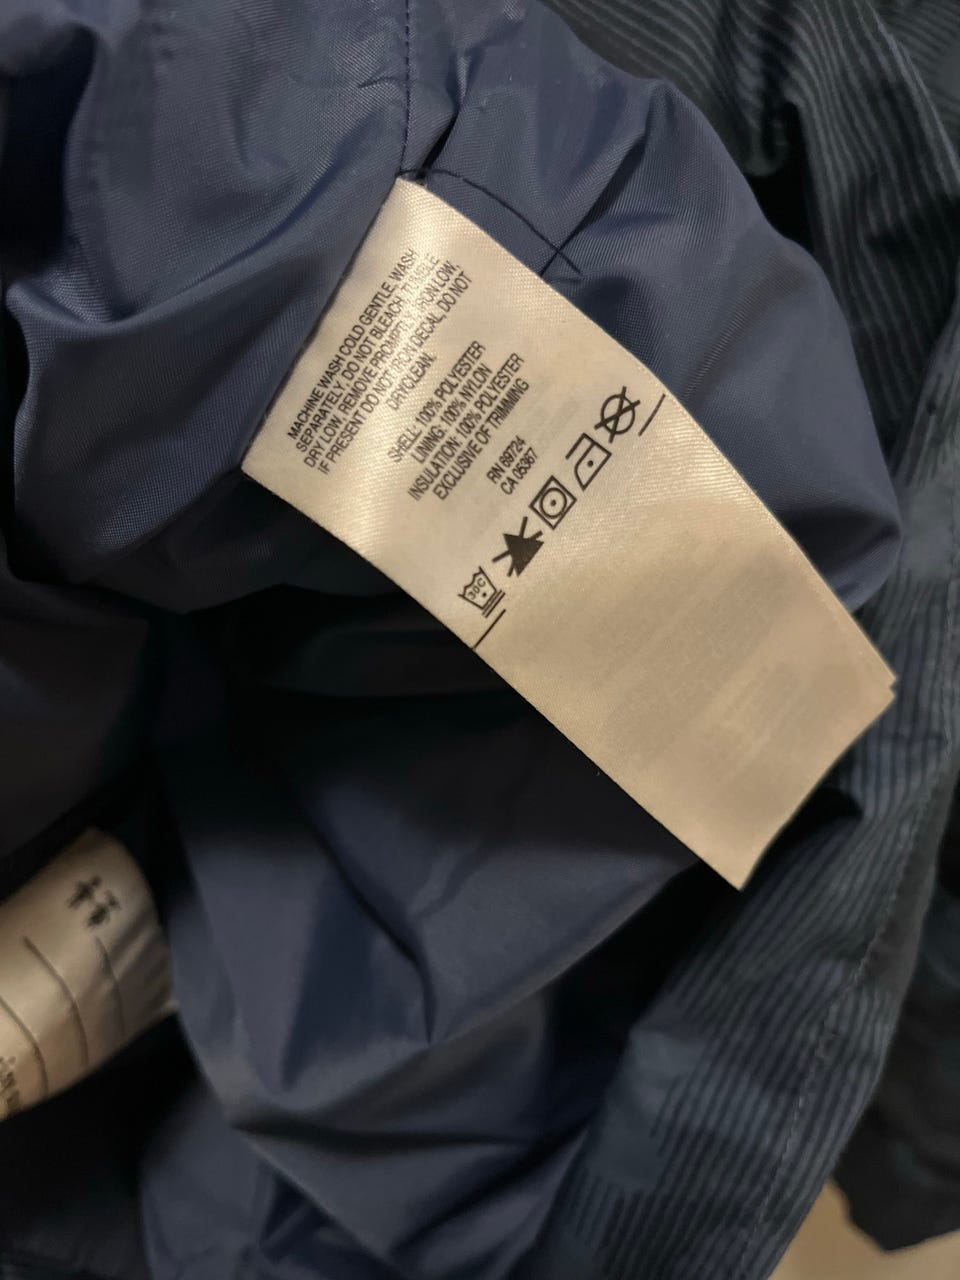 MACHINE WASH COLD GENTLE, WASH
SEPARATELY, DO NOT BLEACH, TUMBLE
DRY LOW, REMOVE PROMPTLY, IRON LOW,
IF PRESENT DO NOT IRON DECAL, DO NOT
DRYCLEAN.
SHELL: 100% POLYESTER
LINING: 100% NYLON
INSULATION: 100% POLYESTER
EXCLUSIVE OF TRIMMING
RN 69724
CA 05367
30C